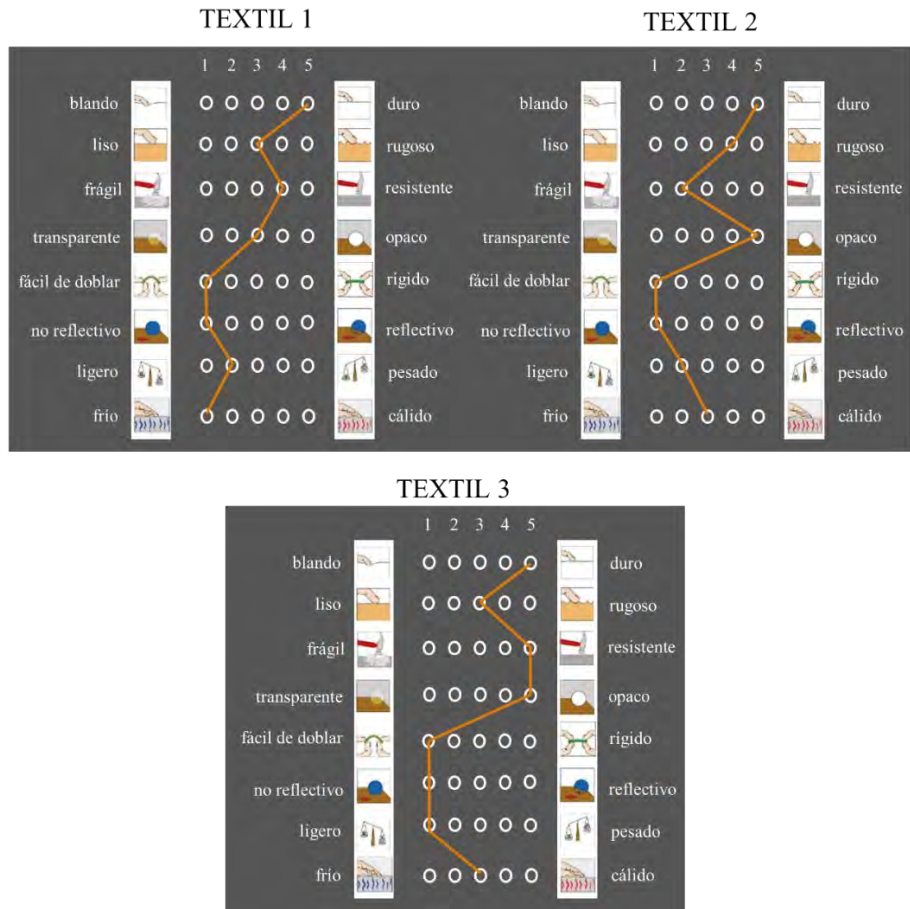 TEXTIL 1
1 2 3 4 5
blando duro
liso rugoso
frágil resistente
transparente opaco
fácil de doblar rígido
no reflectivo reflectivo
ligero pesado
frío cálido
TEXTIL 2
1 2 3 4 5
blando duro
liso rugoso
frágil resistente
transparente opaco
fácil de doblar rígido
no reflectivo reflectivo
ligero pesado
frío cálido
TEXTIL 3
1 2 3 4 5
blando duro
liso rugoso
frágil resistente
transparente opaco
fácil de doblar rígido
no reflectivo reflectivo
ligero pesado
frío cálido